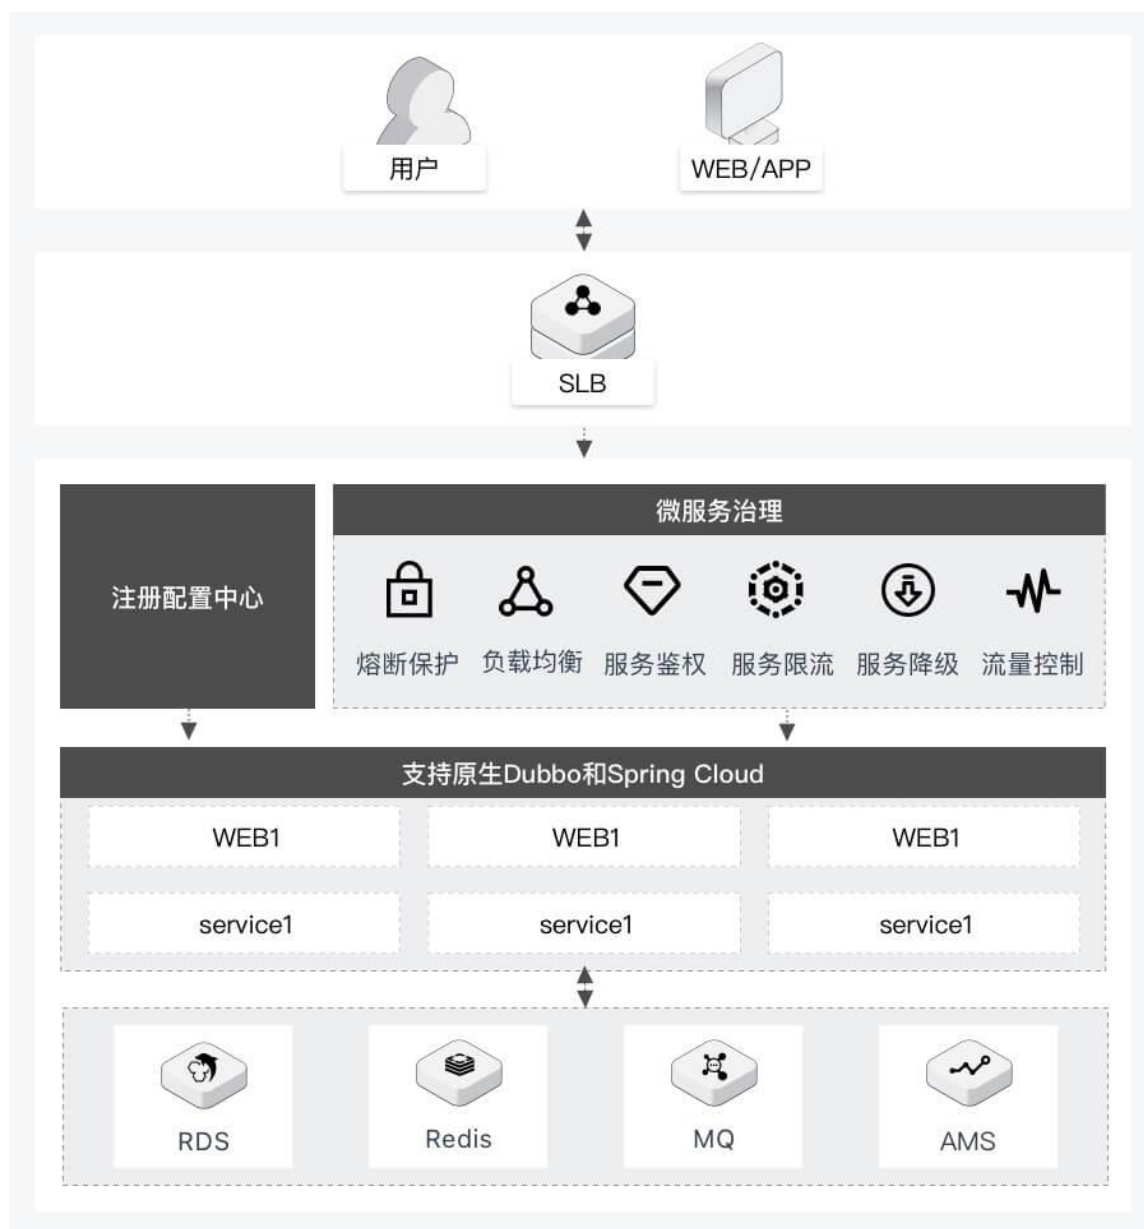 用户
WEB/APP
SLB
微服务治理
注册配置中心
熔断保护
负载均衡
服务鉴权
服务限流
服务降级
流量控制
支持原生Dubbo和Spring Cloud
WEB1
WEB1
WEB1
service1
service1
service1
RDS
Redis
MQ
AMS